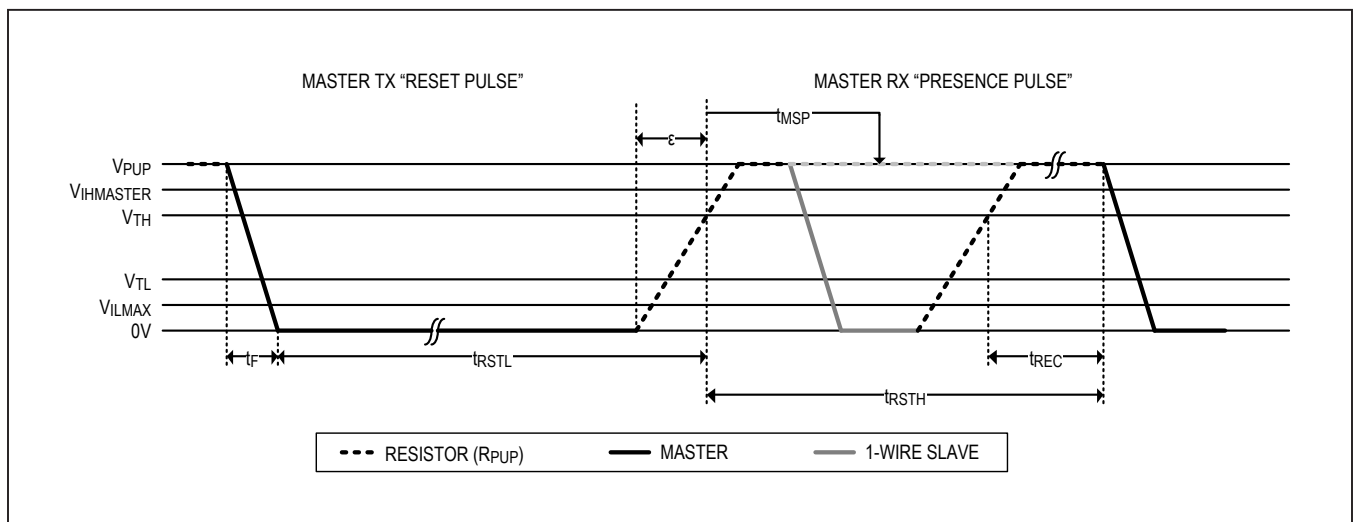 MASTER TX “RESET PULSE”
MASTER RX “PRESENCE PULSE”
tMSP
ε
VPUP
VIHMASTER
VTH
VTL
VILMAX
0V
tF
tRSTL
tREC
tRSTH
RESISTOR (RPUP)
MASTER
1-WIRE SLAVE